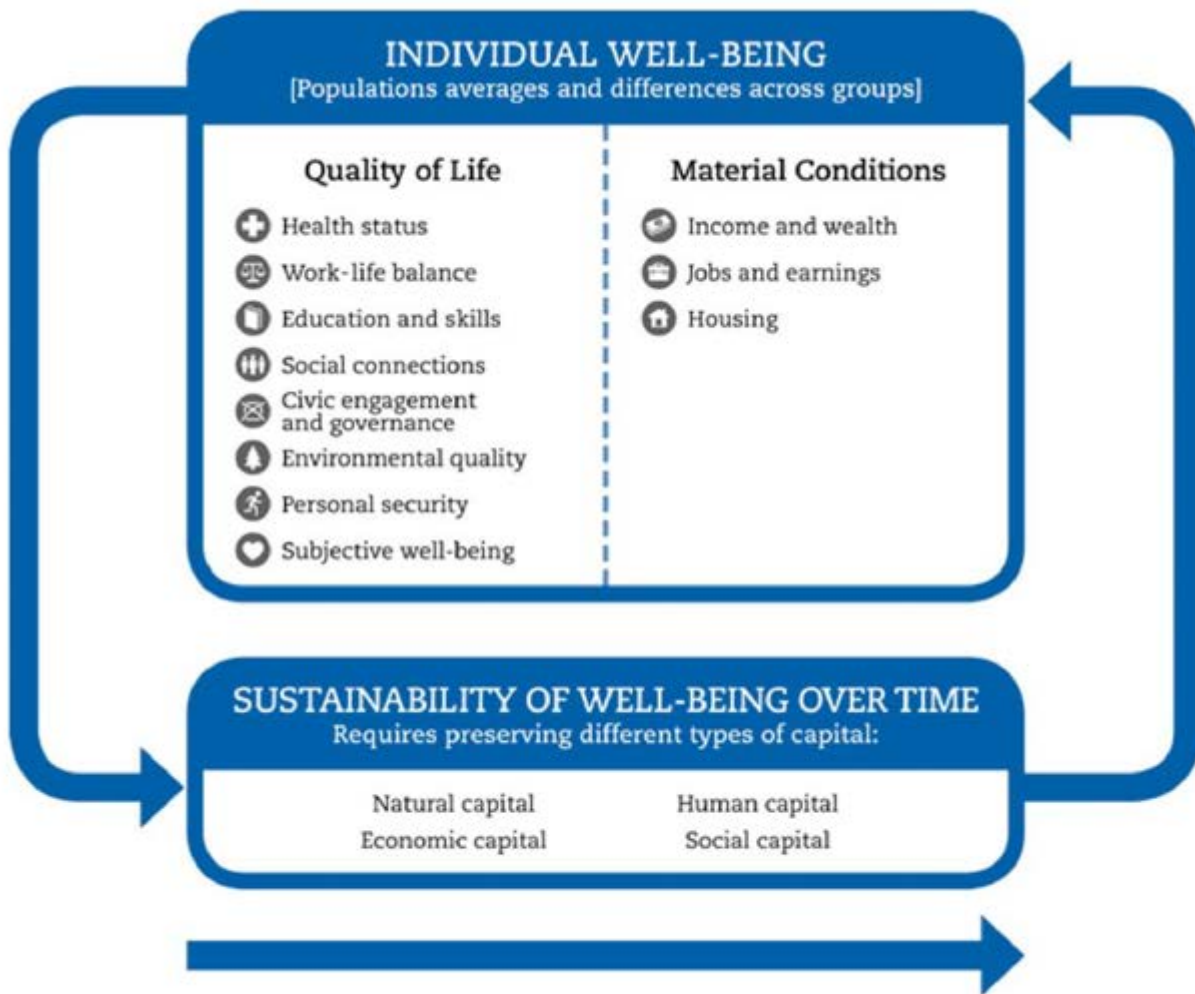 INDIVIDUAL WELL-BEING
[Populations averages and differences across groups]
Quality of Life
Health status
Work-life balance
Education and skills
Social connections
Civic engagement
and governance
Environmental quality
Personal security
Subjective well-being
Material Conditions
Income and wealth
Jobs and earnings
Housing
SUSTAINABILITY OF WELL-BEING OVER TIME
Requires preserving different types of capital:
Natural capital
Human capital
Economic capital
Social capital